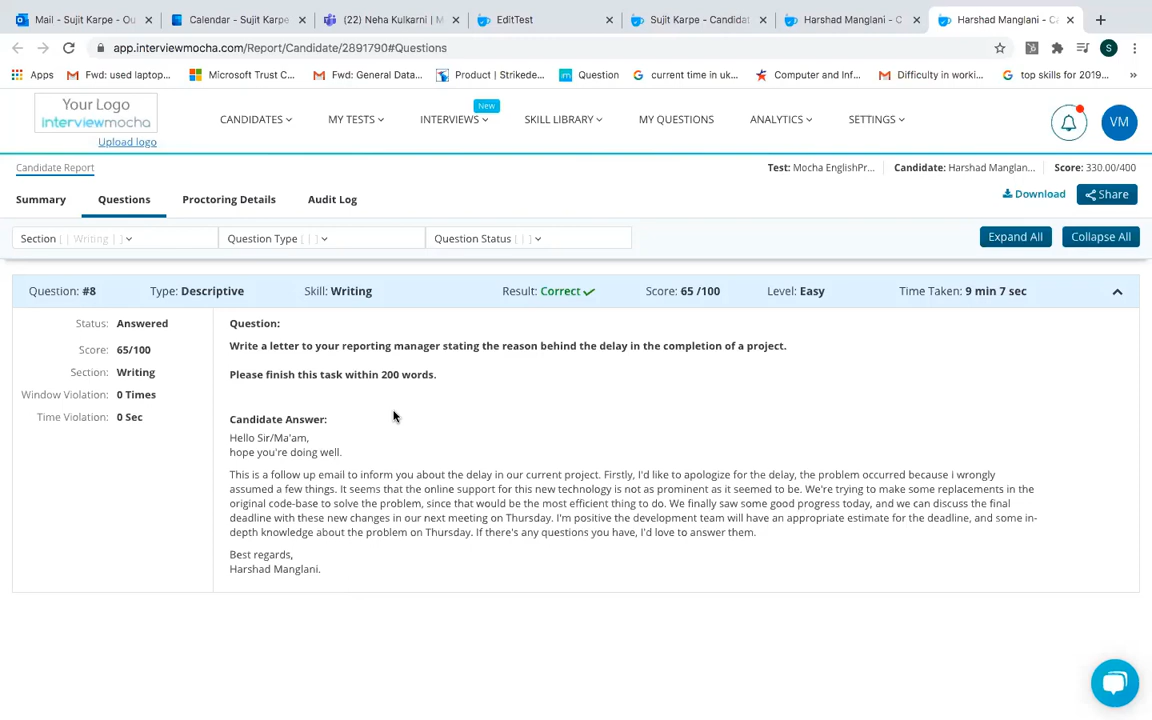 Mail - Sujit Karpe - Ou
Calendar - Sujit Karpe
(22) Neha Kulkarni | M
EditTest
Sujit Karpe - Candidat
Harshad Manglani - C
Harshad Manglani - Ca
app.interviewmocha.com/Report/Candidate/2891790#Questions
S
Apps
Fwd: used laptop...
Microsoft Trust C...
Fwd: General Data...
Product | Strikede...
Question
current time in uk...
Computer and Inf...
Difficulty in worki...
top skills for 2019...
»
Your Logo
interviewmocha
Upload logo
CANDIDATES
MY TESTS
New
INTERVIEWS
SKILL LIBRARY
MY QUESTIONS
ANALYTICS
SETTINGS
VM
Candidate Report
Test: Mocha EnglishPr...
Candidate: Harshad Manglan...
Score: 330.00/400
Summary
Questions
Proctoring Details
Audit Log
Download
Share
Section [ | Writing | ]
Question Type [ | ]
Question Status [ | ]
Expand All
Collapse All
Question: #8 Type: Descriptive Skill: Writing Result: Correct Score: 65 /100 Level: Easy Time Taken: 9 min 7 sec
Status: Answered
Score: 65/100
Section: Writing
Window Violation: 0 Times
Time Violation: 0 Sec
Question:
Write a letter to your reporting manager stating the reason behind the delay in the completion of a project.
Please finish this task within 200 words.
Candidate Answer:
Hello Sir/Ma'am,
hope you're doing well.
This is a follow up email to inform you about the delay in our current project. Firstly, I'd like to apologize for the delay, the problem occurred because i wrongly
assumed a few things. It seems that the online support for this new technology is not as prominent as it seemed to be. We're trying to make some replacements in the
original code-base to solve the problem, since that would be the most efficient thing to do. We finally saw some good progress today, and we can discuss the final
deadline with these new changes in our next meeting on Thursday. I'm positive the development team will have an appropriate estimate for the deadline, and some in-
depth knowledge about the problem on Thursday. If there's any questions you have, I'd love to answer them.
Best regards,
Harshad Manglani.